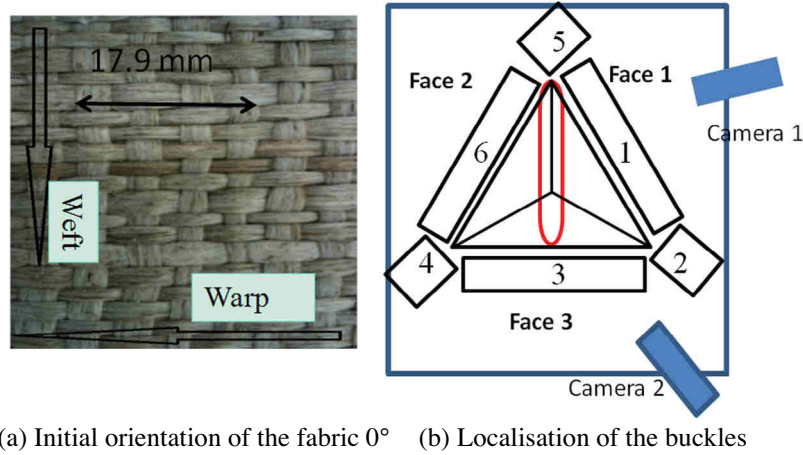 17.9 mm
Weft
Warp
5
Face 2
Face 1
Camera 1
6
1
4
2
3
Face 3
Camera 2
(a) Initial orientation of the fabric 0°
(b) Localisation of the buckles